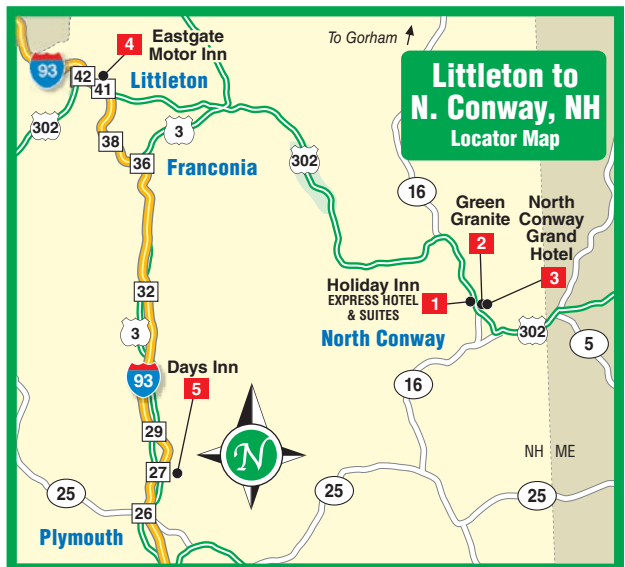 To Gorham
Littleton to
N. Conway, NH
Locator Map
4
Eastgate
Motor Inn
93
42
41
Littleton
302
3
38
36
Franconia
302
16
Green
Granite
2
North
Conway
Grand
Hotel
3
Holiday Inn
EXPRESS HOTEL
& SUITES
1
North Conway
302
5
32
3
93
Days Inn
5
16
29
27
N
NH
ME
25
26
25
25
Plymouth